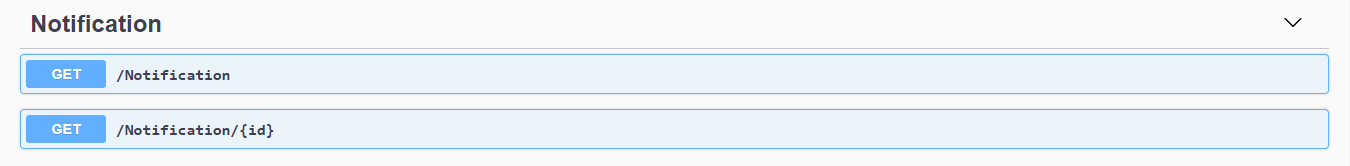 Notification
GET /Notification
GET /Notification/{id}